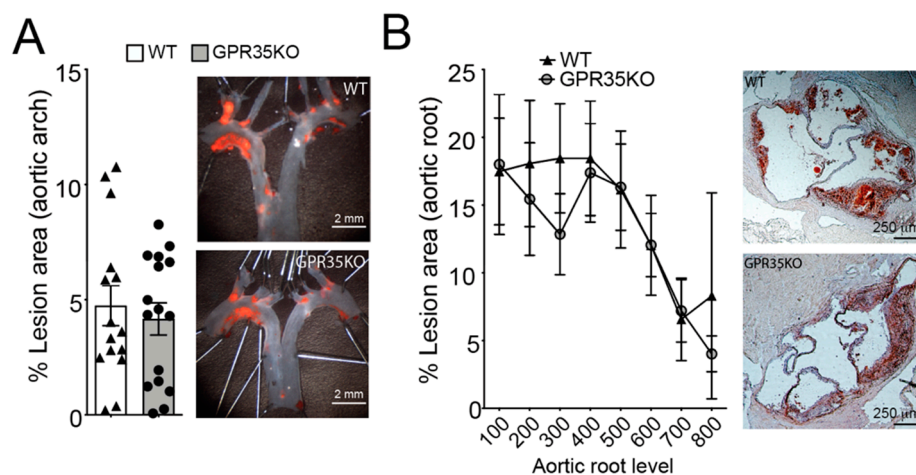 A
WT GPR35KO
% Lesion area (aortic arch)
15
10
5
0
WT
2 mm
GPR35KO
2 mm
B
WT
GPR35KO
% Lesion area (aortic root)
25
20
15
10
5
0
100 200 300 400 500 600 700 800
Aortic root level
WT
250 µm
GPR35KO
250 µm